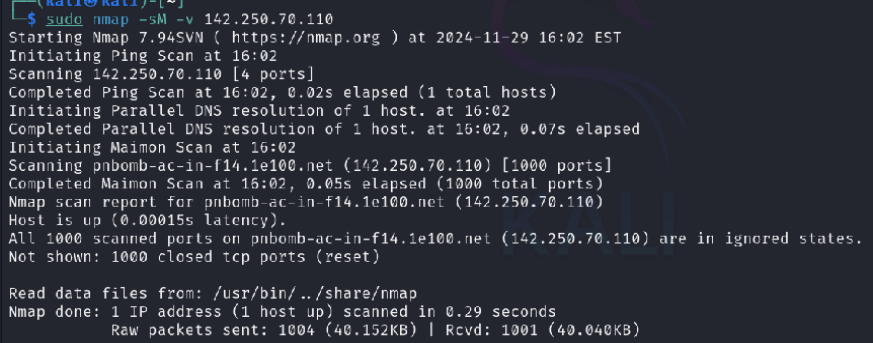 (kali㉿kali)-[~]
$ sudo nmap -sM -v 142.250.70.110
Starting Nmap 7.94SVN ( https://nmap.org ) at 2024-11-29 16:02 EST
Initiating Ping Scan at 16:02
Scanning 142.250.70.110 [4 ports]
Completed Ping Scan at 16:02, 0.02s elapsed (1 total hosts)
Initiating Parallel DNS resolution of 1 host. at 16:02
Completed Parallel DNS resolution of 1 host. at 16:02, 0.07s elapsed
Initiating Maimon Scan at 16:02
Scanning pnbomb-ac-in-f14.1e100.net (142.250.70.110) [1000 ports]
Completed Maimon Scan at 16:02, 0.05s elapsed (1000 total ports)
Nmap scan report for pnbomb-ac-in-f14.1e100.net (142.250.70.110)
Host is up (0.00015s latency).
All 1000 scanned ports on pnbomb-ac-in-f14.1e100.net (142.250.70.110) are in ignored states.
Not shown: 1000 closed tcp ports (reset)
KALI
Read data files from: /usr/bin/../share/nmap
Nmap done: 1 IP address (1 host up) scanned in 0.29 seconds
Raw packets sent: 1004 (40.152KB) | Rcvd: 1001 (40.040KB)